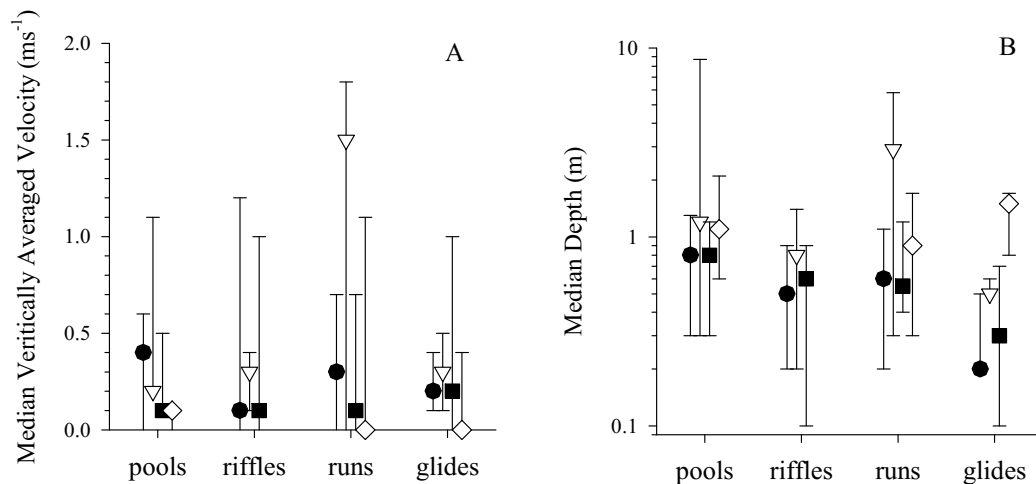 A
Median Veritically Averaged Velocity (ms-1)
2.0
1.5
1.0
0.5
0.0
pools riffles runs glides
B
Median Depth (m)
10
1
0.1
pools riffles runs glides